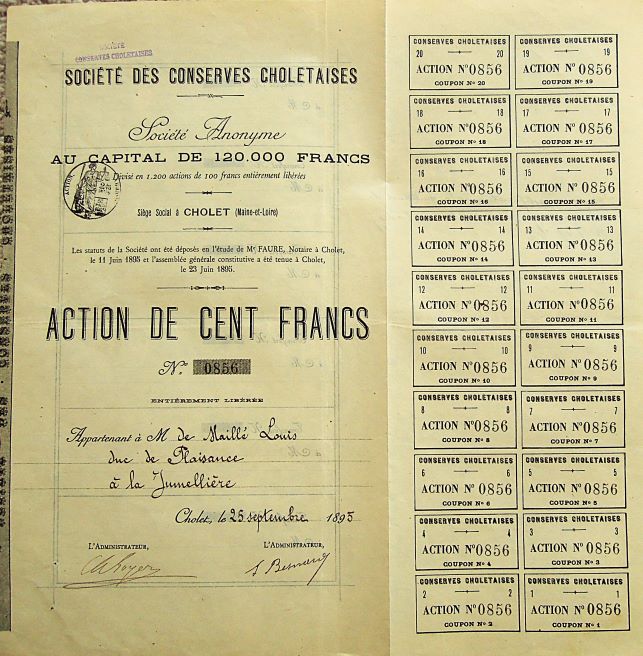 SOCIÉTÉ
CONSERVES CHOLETAISES
SOCIÉTÉ DES CONSERVES CHOLETAISES
Société Anonyme
AU CAPITAL DE 120.000 FRANCS
Divisé en 1.200 actions de 100 francs entièrement libérées
Siège Social à CHOLET (Maine-et-Loire)
Les statuts de la Société ont été déposés en l'étude de Me FAURE, Notaire à Cholet,
le 11 Juin 1895 et l'assemblée générale constitutive a été tenue à Cholet,
le 23 Juin 1895.
ACTION DE CENT FRANCS
No. 0856
ENTIÈREMENT LIBÉRÉE
Appartenant à M de Maillé Louis
duc de Plaisance
à la Jumellière
Cholet, le 25 septembre 1895
L'ADMINISTRATEUR, L'ADMINISTRATEUR,
CONSERVES CHOLETAISES
20 20
ACTION No 0856
COUPON No 20
CONSERVES CHOLETAISES
19 19
ACTION No 0856
COUPON No 19
CONSERVES CHOLETAISES
18 18
ACTION No 0856
COUPON No 18
CONSERVES CHOLETAISES
17 17
ACTION No 0856
COUPON No 17
CONSERVES CHOLETAISES
16 16
ACTION No 0856
COUPON No 16
CONSERVES CHOLETAISES
15 15
ACTION No 0856
COUPON No 15
CONSERVES CHOLETAISES
14 14
ACTION No 0856
COUPON No 14
CONSERVES CHOLETAISES
13 13
ACTION No 0856
COUPON No 13
CONSERVES CHOLETAISES
12 12
ACTION No 0856
COUPON No 12
CONSERVES CHOLETAISES
11 11
ACTION No 0856
COUPON No 11
CONSERVES CHOLETAISES
10 10
ACTION No 0856
COUPON No 10
CONSERVES CHOLETAISES
9 9
ACTION No 0856
COUPON No 9
CONSERVES CHOLETAISES
8 8
ACTION No 0856
COUPON No 8
CONSERVES CHOLETAISES
7 7
ACTION No 0856
COUPON No 7
CONSERVES CHOLETAISES
6 6
ACTION No 0856
COUPON No 6
CONSERVES CHOLETAISES
5 5
ACTION No 0856
COUPON No 5
CONSERVES CHOLETAISES
4 4
ACTION No 0856
COUPON No 4
CONSERVES CHOLETAISES
3 3
ACTION No 0856
COUPON No 3
CONSERVES CHOLETAISES
2 2
ACTION No 0856
COUPON No 2
CONSERVES CHOLETAISES
1 1
ACTION No 0856
COUPON No 1